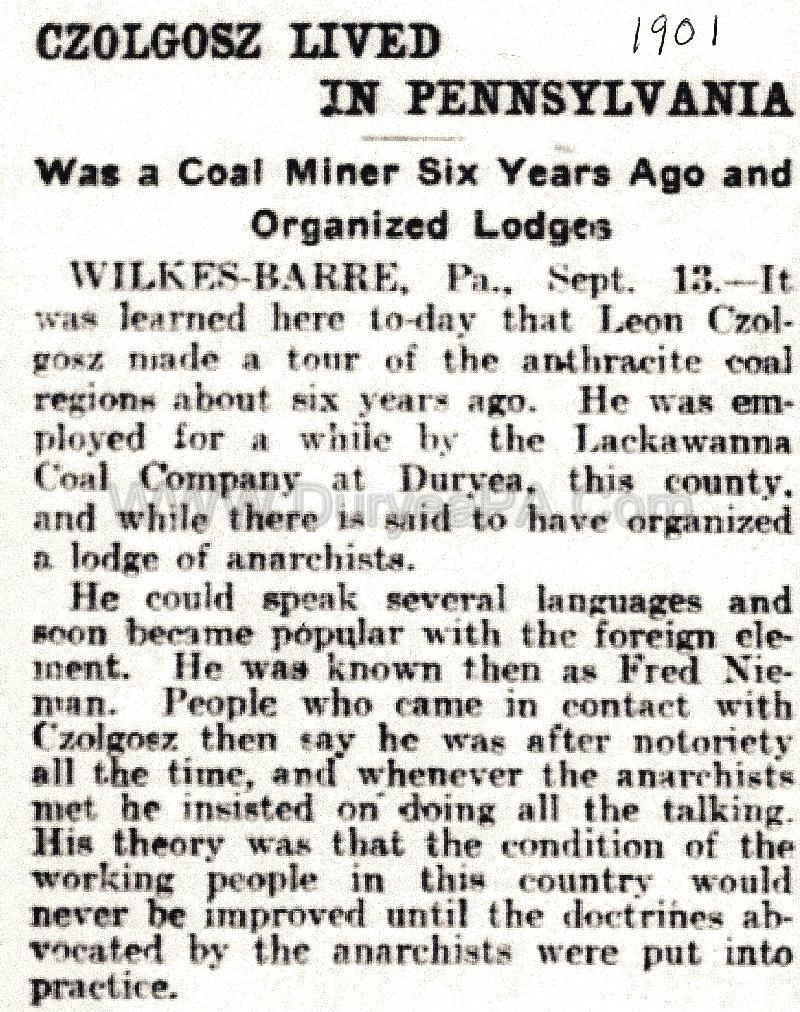 CZOLGOSZ LIVED
1901
IN PENNSYLVANIA
Was a Coal Miner Six Years Ago and
Organized Lodges
WILKES-BARRE, Pa., Sept. 13.—It
was learned here to-day that Leon Czol-
gosz made a tour of the anthracite coal
regions about six years ago. He was em-
ployed for a while by the Lackawanna
Coal Company at Duryea, this county,
www.DuryeaPA.Com
and while there is said to have organized
a lodge of anarchists.
He could speak several languages and
soon became popular with the foreign ele-
ment. He was known then as Fred Nie-
man. People who came in contact with
Czolgosz then say he was after notoriety
all the time, and whenever the anarchists
met he insisted on doing all the talking.
His theory was that the condition of the
working people in this country would
never be improved until the doctrines ab-
vocated by the anarchists were put into
practice.